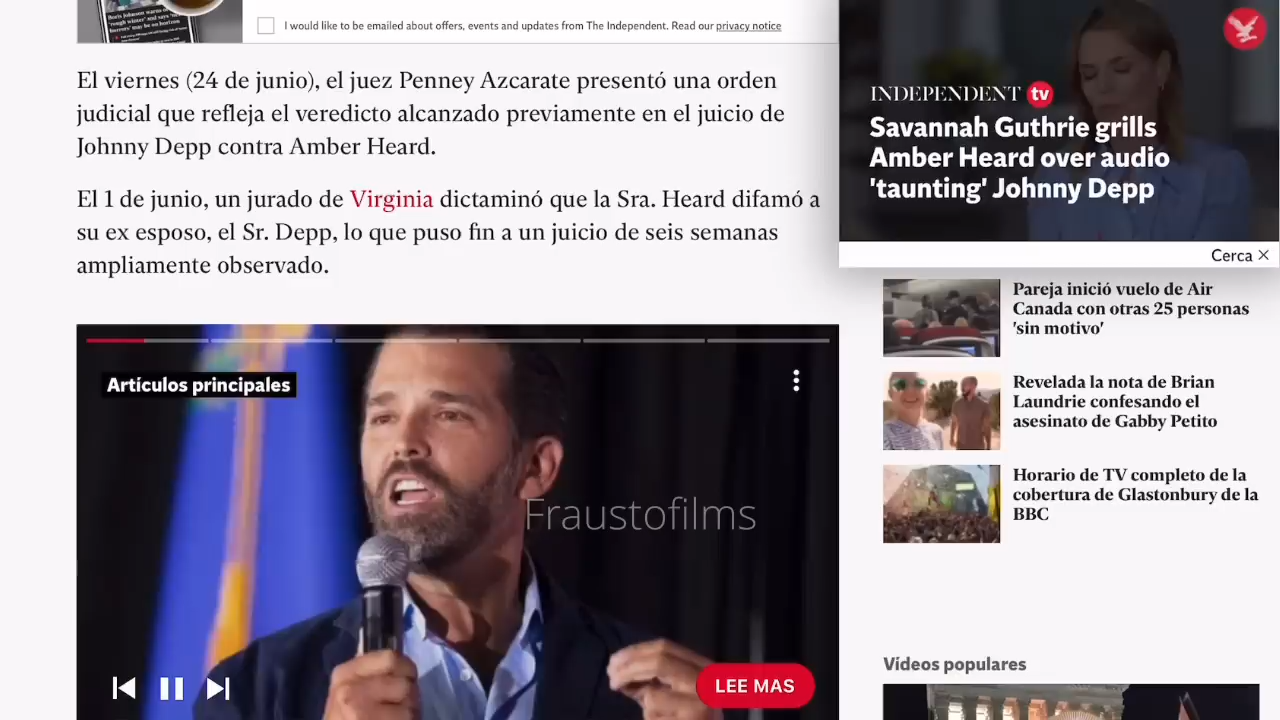 I would like to be emailed about offers, events and updates from The Independent. Read our privacy notice
El viernes (24 de junio), el juez Penney Azcarate presentó una orden
judicial que refleja el veredicto alcanzado previamente en el juicio de
Johnny Depp contra Amber Heard.
El 1 de junio, un jurado de Virginia dictaminó que la Sra. Heard difamó a
su ex esposo, el Sr. Depp, lo que puso fin a un juicio de seis semanas
ampliamente observado.
Artículos principales
Fraustofilms
LEE MAS
INDEPENDENT tv
Savannah Guthrie grills
Amber Heard over audio
'taunting' Johnny Depp
Cerca ×
Pareja inició vuelo de Air
Canada con otras 25 personas
'sin motivo'
Revelada la nota de Brian
Laundrie confesando el
asesinato de Gabby Petito
Horario de TV completo de la
cobertura de Glastonbury de la
BBC
Vídeos populares